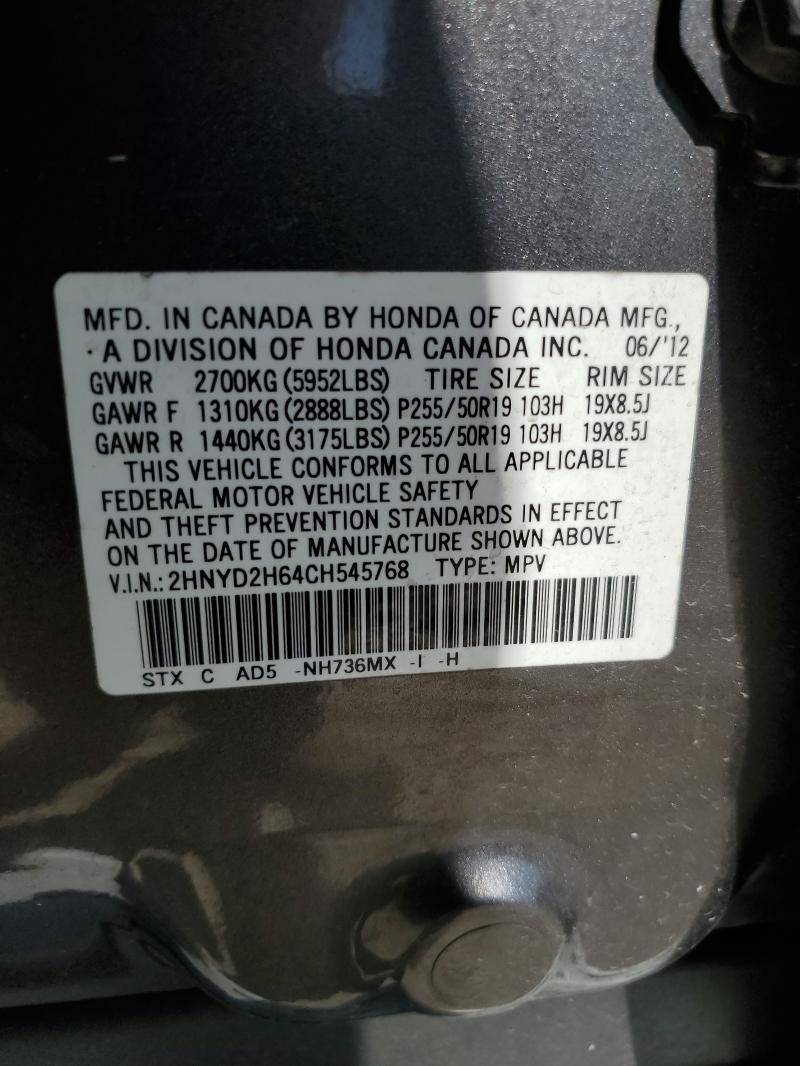 MFD. IN CANADA BY HONDA OF CANADA MFG.,
· A DIVISION OF HONDA CANADA INC. 06/'12
GVWR 2700KG (5952LBS) TIRE SIZE RIM SIZE
GAWR F 1310KG (2888LBS) P255/50R19 103H 19X8.5J
GAWR R 1440KG (3175LBS) P255/50R19 103H 19X8.5J
THIS VEHICLE CONFORMS TO ALL APPLICABLE
FEDERAL MOTOR VEHICLE SAFETY
AND THEFT PREVENTION STANDARDS IN EFFECT
ON THE DATE OF MANUFACTURE SHOWN ABOVE.
V.I.N.: 2HNYD2H64CH545768 TYPE: MPV
STX C AD5 -NH736MX -I -H